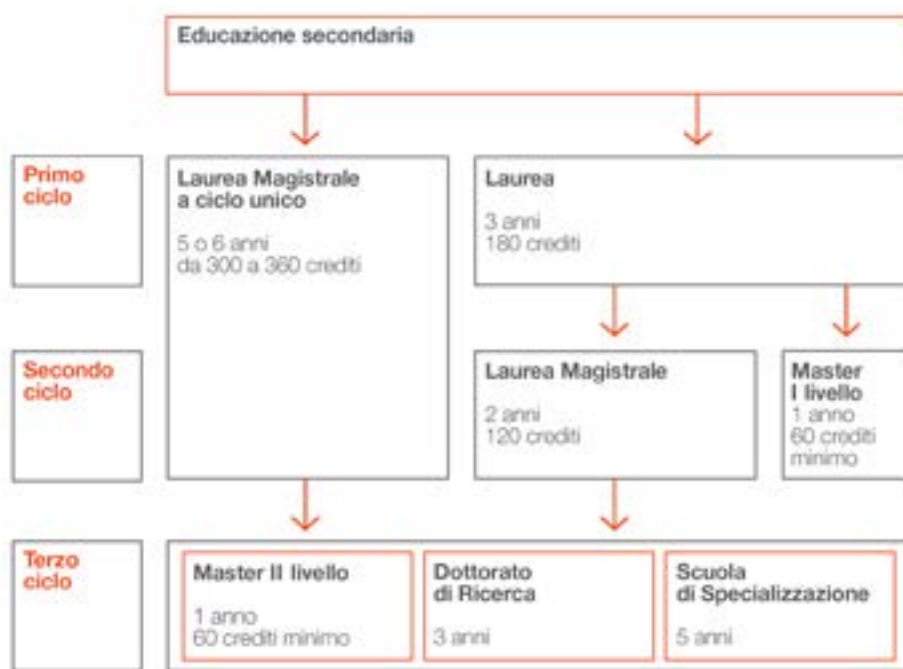 Educazione secondaria
Primo
ciclo
Laurea Magistrale
a ciclo unico
5 o 6 anni
da 300 a 360 crediti
Laurea
3 anni
180 crediti
Secondo
ciclo
Laurea Magistrale
2 anni
120 crediti
Master
I livello
1 anno
60 crediti
minimo
Terzo
ciclo
Master II livello
1 anno
60 crediti minimo
Dottorato
di Ricerca
3 anni
Scuola
di Specializzazione
5 anni